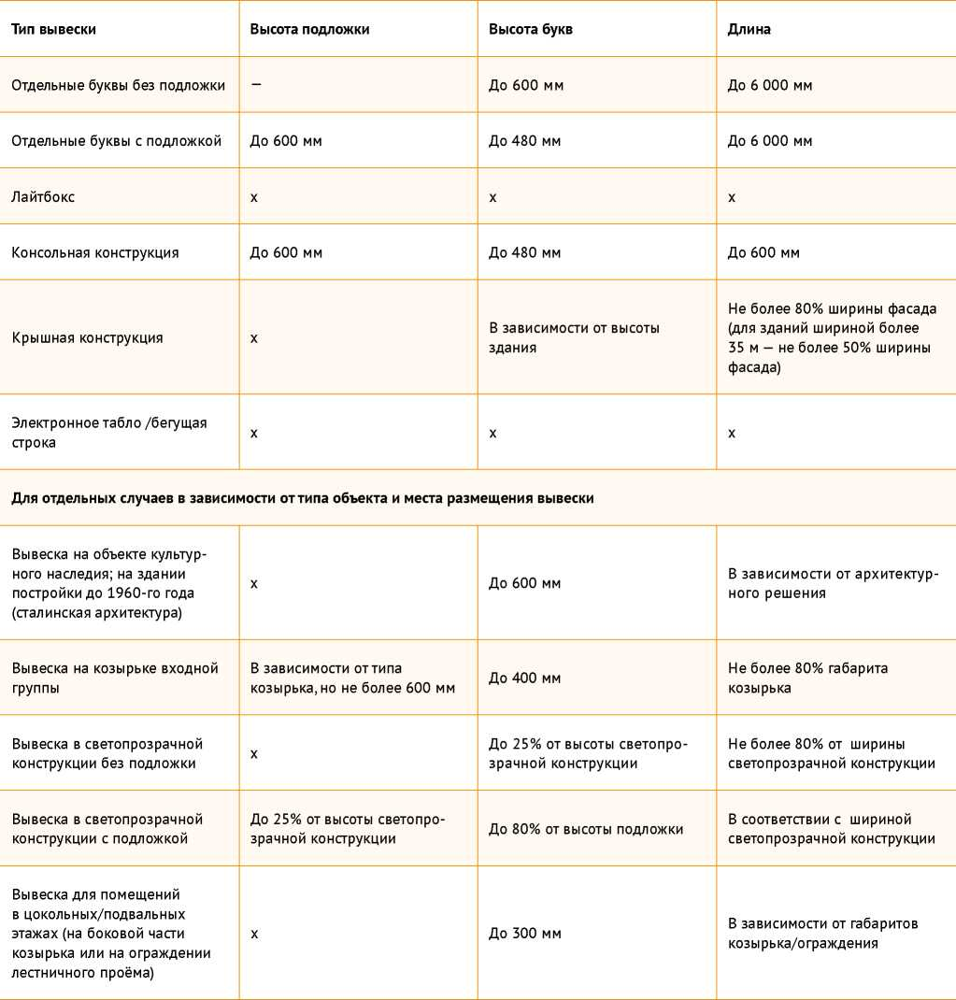 Тип вывески
Высота подложки
Высота букв
Длина
Отдельные буквы без подложки
—
До 600 мм
До 6 000 мм
Отдельные буквы с подложкой
До 600 мм
До 480 мм
До 6 000 мм
Лайтбокс
х
х
х
Консольная конструкция
До 600 мм
До 480 мм
До 600 мм
Крышная конструкция
х
В зависимости от высоты
здания
Не более 80% ширины фасада
(для зданий шириной более
35 м — не более 50% ширины
фасада)
Электронное табло /бегущая
строка
х
х
х
Для отдельных случаев в зависимости от типа объекта и места размещения вывески
Вывеска на объекте культур-
ного наследия; на здании
постройки до 1960-го года
(сталинская архитектура)
х
До 600 мм
В зависимости от архитектур-
ного решения
Вывеска на козырьке входной
группы
В зависимости от типа
козырька, но не более 600 мм
До 400 мм
Не более 80% габарита
козырька
Вывеска в светопрозрачной
конструкции без подложки
х
До 25% от высоты светопро-
зрачной конструкции
Не более 80% от ширины
светопрозрачной конструкции
Вывеска в светопрозрачной
конструкции с подложкой
До 25% от высоты светопро-
зрачной конструкции
До 80% от высоты подложки
В соответствии с шириной
светопрозрачной конструкции
Вывеска для помещений
в цокольных/подвальных
этажах (на боковой части
козырька или на ограждении
лестничного проёма)
х
До 300 мм
В зависимости от габаритов
козырька/ограждения